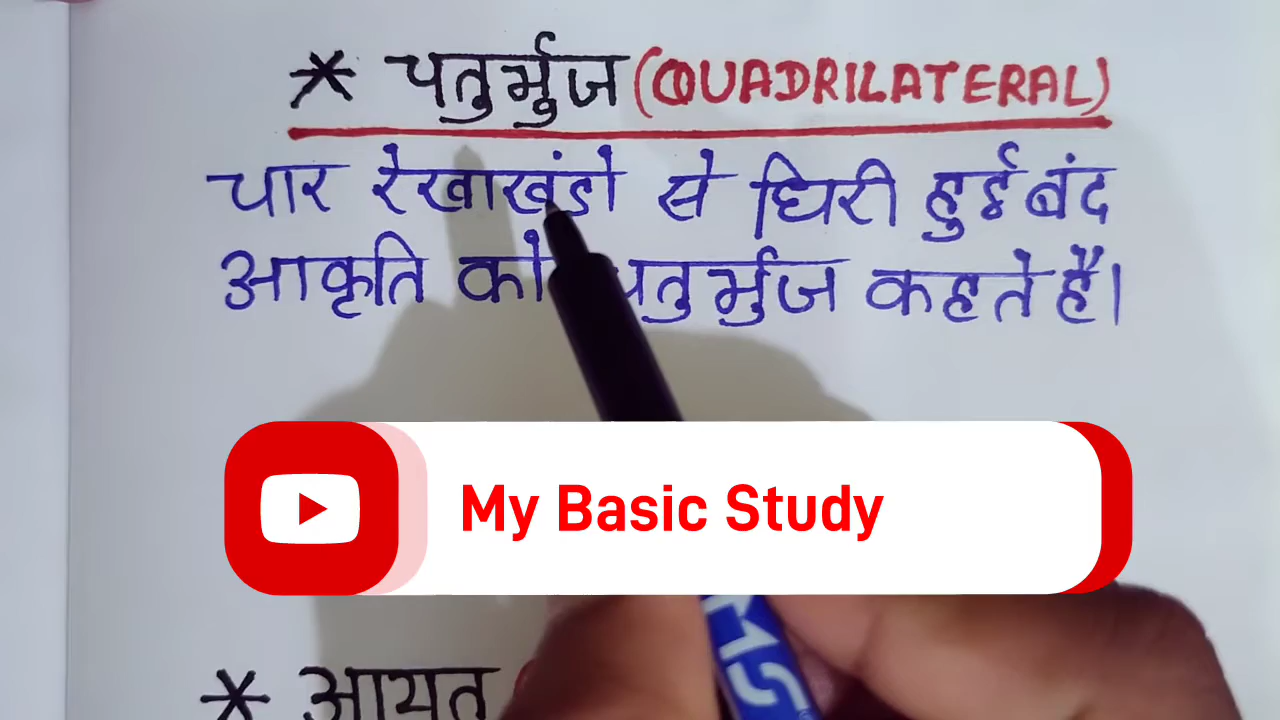 * चतुर्भुज (QUADRILATERAL)
चार रेखाखंडो से घिरी हुई बंद
आकृति को चतुर्भुज कहते है।
My Basic Study
* आयत